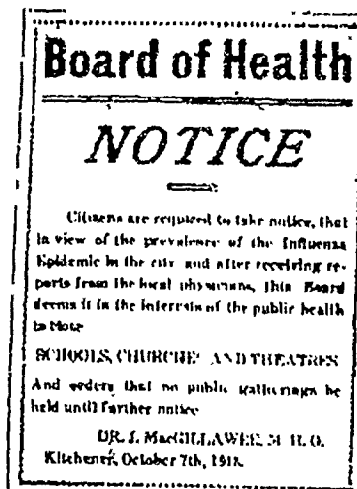 Board of Health
NOTICE
Citizens are required to take notice, that
in view of the prevalence of the Influenza
Epidemic in the city and after receiving re-
ports from the local physicians, this Board
deems it in the interests of the public health
to close
SCHOOLS, CHURCHES AND THEATRES
And orders that no public gatherings be
held until further notice
DR. J. M. H. O.
Kitchener, October 7th, 1918.